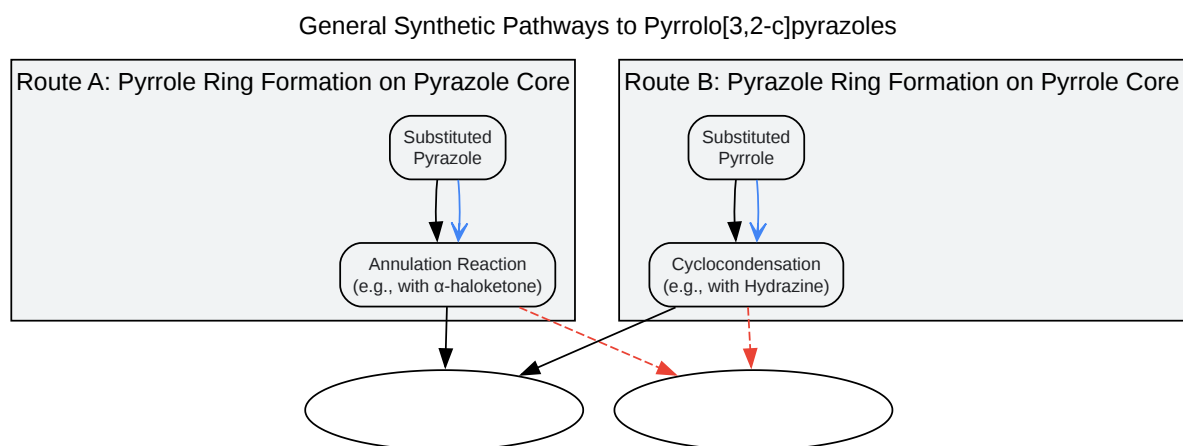 General Synthetic Pathways to Pyrrolo[3,2-c]pyrazoles
Route A: Pyrrole Ring Formation on Pyrazole Core
Substituted
Pyrazole
Annulation Reaction
(e.g., with α-haloketone)
Route B: Pyrazole Ring Formation on Pyrrole Core
Substituted
Pyrrole
Cyclocondensation
(e.g., with Hydrazine)